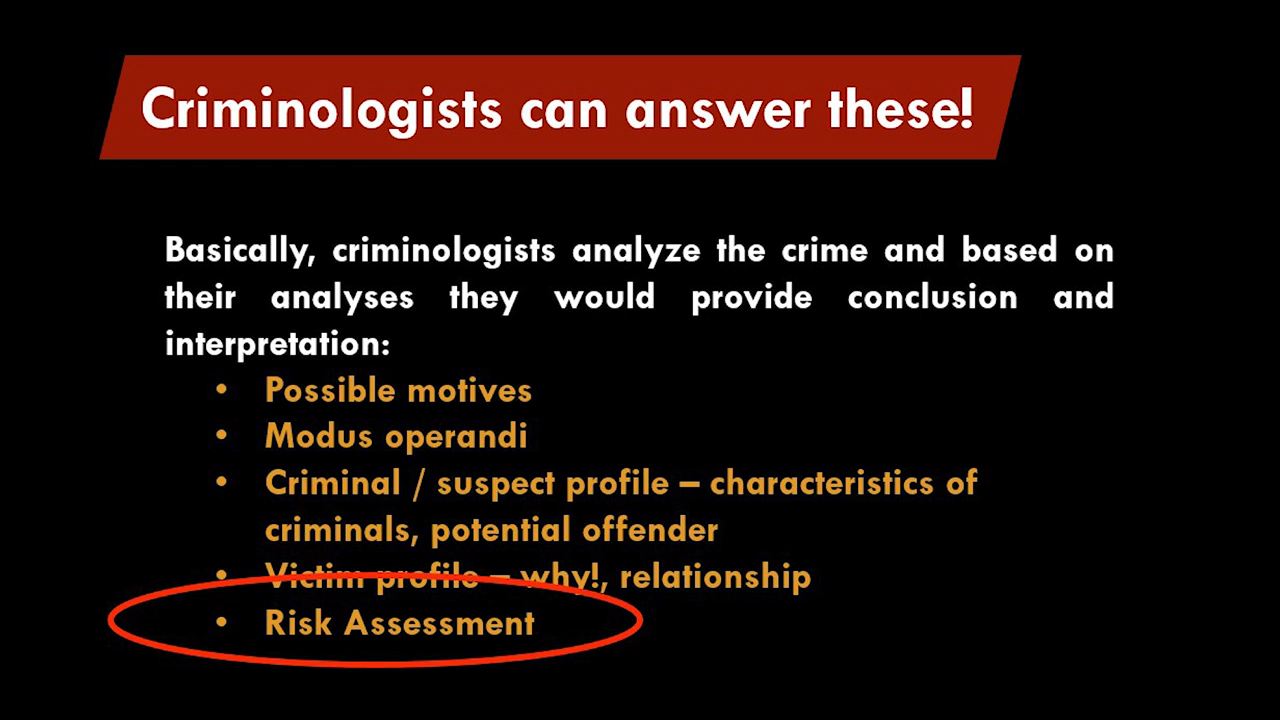 Criminologists can answer these!
Basically, criminologists analyze the crime and based on
their analyses they would provide conclusion and
interpretation:
• Possible motives
• Modus operandi
• Criminal / suspect profile – characteristics of
criminals, potential offender
• Victim profile – why!, relationship
• Risk Assessment